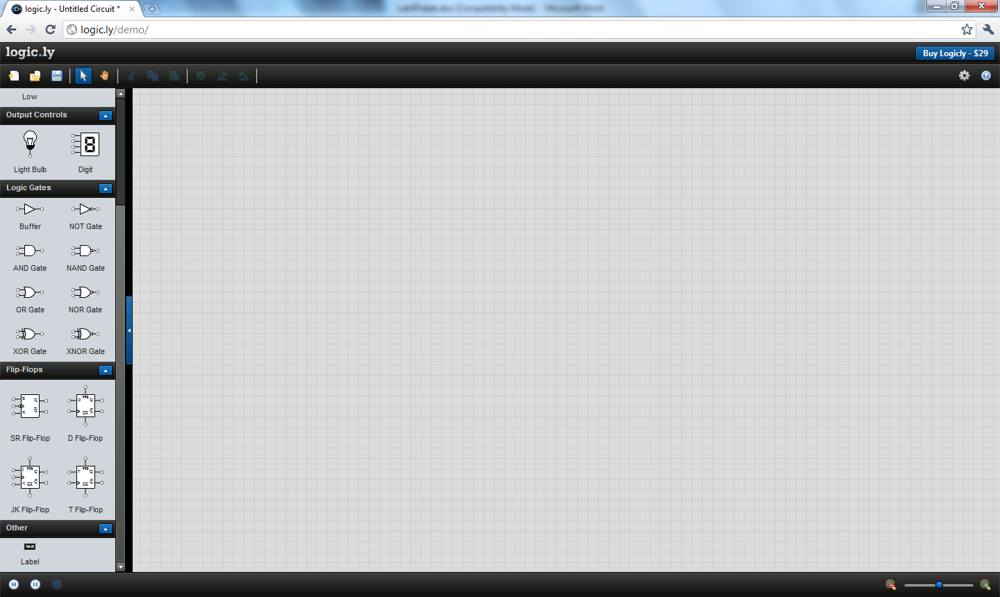 logic.ly - Untitled Circuit *
logic.ly/demo/
logic.ly
Buy Logicly - $29
Low
Output Controls
Light Bulb
Digit
Logic Gates
Buffer
NOT Gate
AND Gate
NAND Gate
OR Gate
NOR Gate
XOR Gate
XNOR Gate
Flip-Flops
SR Flip-Flop
D Flip-Flop
JK Flip-Flop
T Flip-Flop
Other
Label